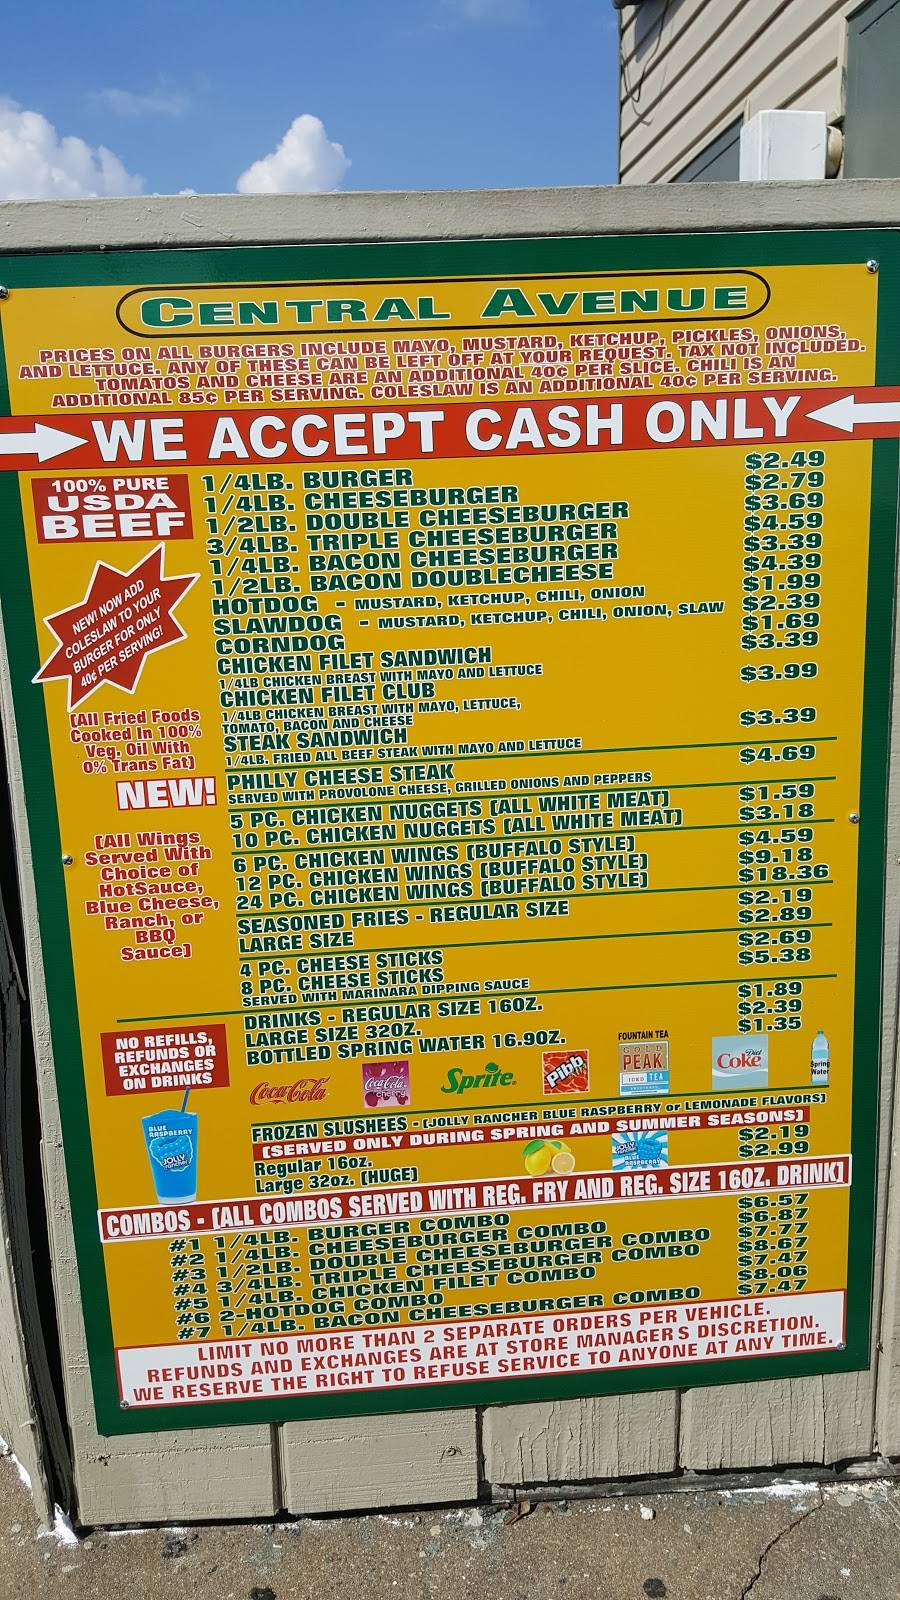 CENTRAL AVENUE
PRICES ON ALL BURGERS INCLUDE MAYO, MUSTARD, KETCHUP, PICKLES, ONIONS,
AND LETTUCE. ANY OF THESE CAN BE LEFT OFF AT YOUR REQUEST. TAX NOT INCLUDED.
TOMATOS AND CHEESE ARE AN ADDITIONAL 40¢ PER SLICE. CHILI IS AN
ADDITIONAL 85¢ PER SERVING. COLESLAW IS AN ADDITIONAL 40¢ PER SERVING.
WE ACCEPT CASH ONLY
100% PURE
USDA
BEEF
1/4LB. BURGER $2.49
1/4LB. CHEESEBURGER $2.79
1/2LB. DOUBLE CHEESEBURGER $3.69
3/4LB. TRIPLE CHEESEBURGER $4.59
1/4LB. BACON CHEESEBURGER $3.39
1/2LB. BACON DOUBLECHEESE $4.39
HOTDOG - MUSTARD, KETCHUP, CHILI, ONION $1.99
SLAWDOG - MUSTARD, KETCHUP, CHILI, ONION, SLAW $2.39
CORNDOG $1.69
CHICKEN FILET SANDWICH $3.39
1/4LB CHICKEN BREAST WITH MAYO AND LETTUCE
CHICKEN FILET CLUB $3.99
1/4LB CHICKEN BREAST WITH MAYO, LETTUCE,
TOMATO, BACON AND CHEESE
STEAK SANDWICH $3.39
1/4LB. FRIED ALL BEEF STEAK WITH MAYO AND LETTUCE
NEW! NOW ADD
COLESLAW TO YOUR
BURGER FOR ONLY
40¢ PER SERVING!
[All Fried Foods
Cooked In 100%
Veg. Oil With
0% Trans Fat]
NEW!
PHILLY CHEESE STEAK $4.69
SERVED WITH PROVOLONE CHEESE, GRILLED ONIONS AND PEPPERS
5 PC. CHICKEN NUGGETS [ALL WHITE MEAT] $1.59
10 PC. CHICKEN NUGGETS [ALL WHITE MEAT] $3.18
[All Wings
Served With
Choice of
HotSauce,
Blue Cheese,
Ranch, or
BBQ
Sauce]
6 PC. CHICKEN WINGS [BUFFALO STYLE] $4.59
12 PC. CHICKEN WINGS [BUFFALO STYLE] $9.18
24 PC. CHICKEN WINGS [BUFFALO STYLE] $18.36
SEASONED FRIES - REGULAR SIZE $2.19
LARGE SIZE $2.89
4 PC. CHEESE STICKS $2.69
8 PC. CHEESE STICKS $5.38
SERVED WITH MARINARA DIPPING SAUCE
DRINKS - REGULAR SIZE 16OZ. $1.89
LARGE SIZE 32OZ. $2.39
BOTTLED SPRING WATER 16.9OZ. $1.35
NO REFILLS,
REFUNDS OR
EXCHANGES
ON DRINKS
Coca-Cola
Coca-Cola
cherry
Sprite
Pibb
FOUNTAIN TEA
GOLD
PEAK
ICED TEA
Diet
Coke
Spring
Water
BLUE
RASPBERRY
JOLLY
RANCHER
FROZEN SLUSHEES - [JOLLY RANCHER BLUE RASPBERRY or LEMONADE FLAVORS]
[SERVED ONLY DURING SPRING AND SUMMER SEASONS]
Regular 16oz. $2.19
Large 32oz. [HUGE] $2.99
JOLLY
RANCHER
BLUE
RASPBERRY
COMBOS - [ALL COMBOS SERVED WITH REG. FRY AND REG. SIZE 16OZ. DRINK]
#1 1/4LB. BURGER COMBO $6.57
#2 1/4LB. CHEESEBURGER COMBO $6.87
#3 1/2LB. DOUBLE CHEESEBURGER COMBO $7.77
#4 3/4LB. TRIPLE CHEESEBURGER COMBO $8.67
#5 1/4LB. CHICKEN FILET COMBO $7.47
#6 2-HOTDOG COMBO $8.06
#7 1/4LB. BACON CHEESEBURGER COMBO $7.47
LIMIT NO MORE THAN 2 SEPARATE ORDERS PER VEHICLE.
REFUNDS AND EXCHANGES ARE AT STORE MANAGERS DISCRETION.
WE RESERVE THE RIGHT TO REFUSE SERVICE TO ANYONE AT ANY TIME.